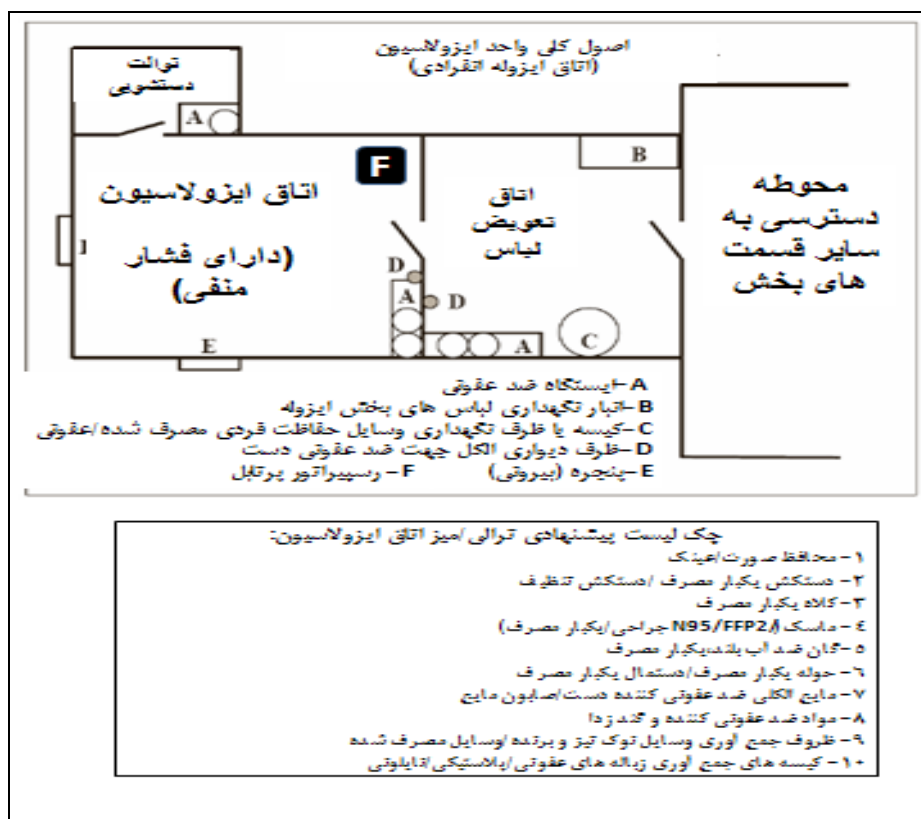 اصول کلی واحد ایزولاسیون
(اتاق ایزوله انفرادی)
توالت
دستشویی
A
B
F
اتاق ایزولاسیون
(دارای فشار
منفی)
اتاق
تعویض
لباس
محوطه
دسترسی به
سایر قسمت
های بخش
I
D
A
D
E
A
C
A-ایستگاه ضد عفونی
B-انبار نگهداری لباس های بخش ایزوله
C-کیسه یا ظرف نگهداری وسایل حفاظت فردی مصرف شده/عفونی
D-ظرف دیواری الکل جهت ضد عفونی دست
E-پنجره (بیرونی) F- رسپیراتور پرتابل
چک لیست پیشنهادی ترالی/میز اتاق ایزولاسیون:
۱- محافظ صورت/عینک
۲- دستکش یکبار مصرف /دستکش تنظیف
۳- کلاه یکبار مصرف
۴- ماسک(N95/FFP2/جراحی/یکبار مصرف)
۵-گان ضد آب بلند،یکبار مصرف
۶- حوله یکبار مصرف/دستمال یکبار مصرف
۷- مایع الکلی ضدعفونی کننده دست/صابون مایع
۸- مواد ضدعفونی کننده و گندزدا
۹- ظروف جمع آوری وسایل نوک تیز و برنده/وسایل مصرف شده
۱۰- کیسه های جمع آوری زباله های عفونی/پلاستیکی/نایلونی